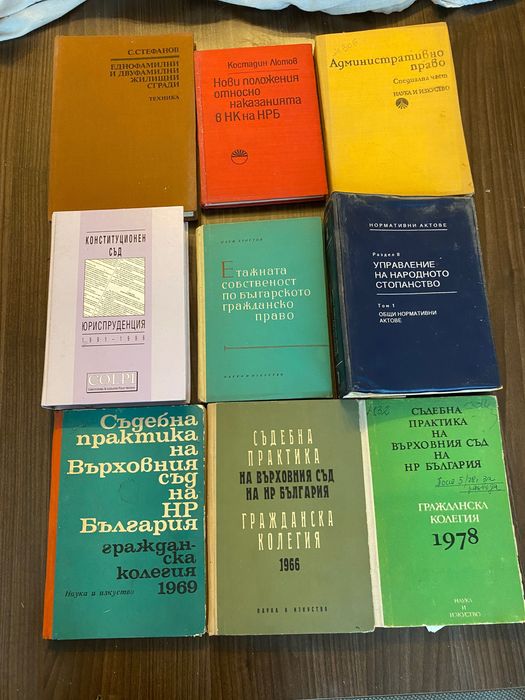 С. СТЕФАНОВ
ЕДНОФАМИЛНИ
И ДВУФАМИЛНИ
ЖИЛИЩНИ
СГРАДИ
ТЕХНИКА
Костадин Лютов
Нови положения
относно
наказанията
в НК на НРБ
Административно
право
Специална част
НАУКА И ИЗКУСТВО
КОНСТИТУЦИОНЕН
СЪД
ЮРИСПРУДЕНЦИЯ
1991-1996
COLPI
Етажната
собственост
по българското
гражданско
право
НАУКА И ИЗКУСТВО
НОРМАТИВНИ АКТОВЕ
Раздел II
УПРАВЛЕНИЕ
НА НАРОДНОТО
СТОПАНСТВО
Том 1
ОБЩИ НОРМАТИВНИ
АКТОВЕ
Съдебна
практика
на
Върховния
съд
на
НР
България
граждан-
ска
колегия
Наука и изкуство 1969
СЪДЕБНА
ПРАКТИКА
НА ВЪРХОВНИЯ СЪД
НА НР БЪЛГАРИЯ
ГРАЖДАНСКА
КОЛЕГИЯ
1966
НАУКА И ИЗКУСТВО
СЪДЕБНА
ПРАКТИКА
НА
ВЪРХОВНИЯ СЪД
НА
НР БЪЛГАРИЯ
ГРАЖДАНСКА
КОЛЕГИЯ
1978
НАУКА
И
ИЗКУСТВО